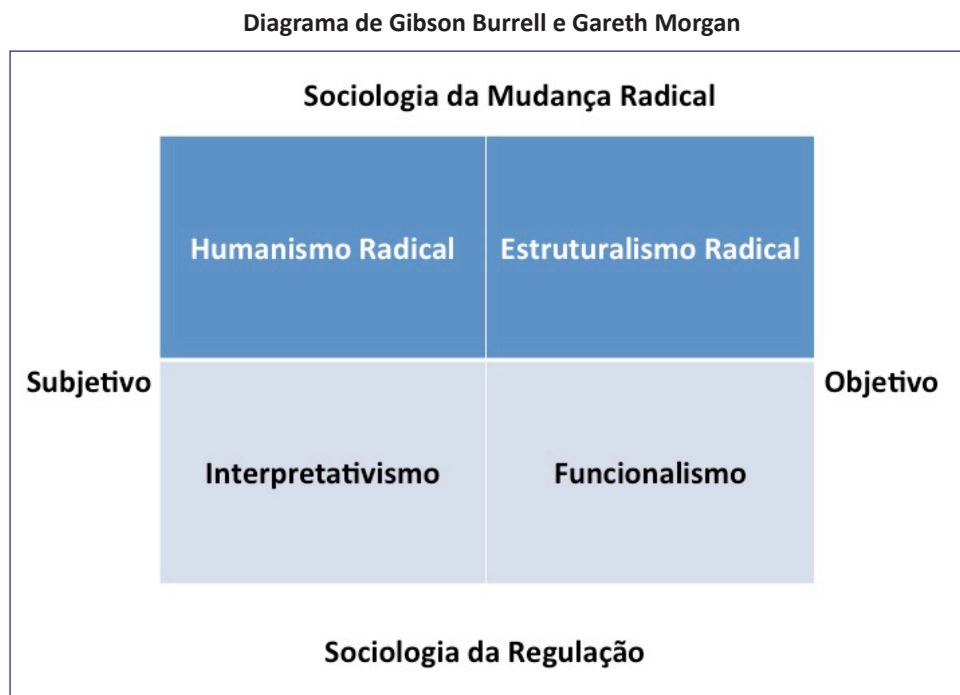 Diagrama de Gibson Burrell e Gareth Morgan
Sociologia da Mudança Radical
Humanismo Radical
Estruturalismo Radical
Subjetivo
Objetivo
Interpretativismo
Funcionalismo
Sociologia da Regulação